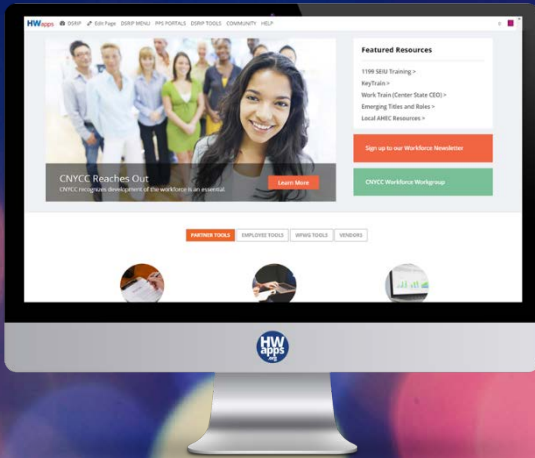 HWapps DSRIP Edit Page DSRIP MENU PPS PORTALS DSRIP TOOLS COMMUNITY HELP
CNYCC Reaches Out
CNYCC recognizes development of the workforce is an essential.
Learn More
Featured Resources
1199 SEIU Training >
KeyTrain >
Work Train (Center State CEO) >
Emerging Titles and Roles >
Local AHEC Resources >
Sign up to our Workforce Newsletter
CNYCC Workforce Workgroup
PARTNER TOOLS EMPLOYEE TOOLS WFWG TOOLS VENDORS
HW
apps
.org